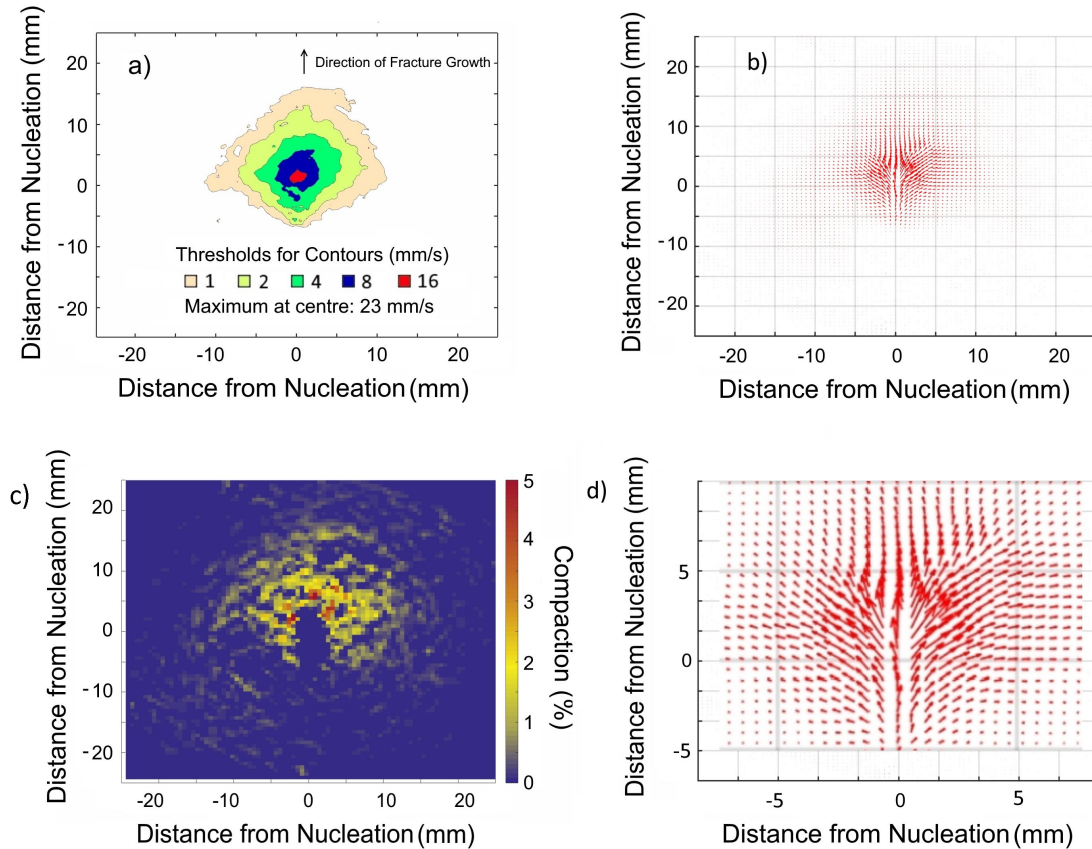 a)
Direction of Fracture Growth
Distance from Nucleation (mm)
20
10
0
-10
-20
Thresholds for Contours (mm/s)
1 2 4 8 16
Maximum at centre: 23 mm/s
-20 -10 0 10 20
Distance from Nucleation (mm)
b)
Distance from Nucleation (mm)
20
10
0
-10
-20
-20 -10 0 10 20
Distance from Nucleation (mm)
c)
Distance from Nucleation (mm)
20
10
0
-10
-20
-20 -10 0 10 20
Distance from Nucleation (mm)
5
4
3
2
1
0
Compaction (%)
d)
Distance from Nucleation (mm)
5
0
-5
-5 0 5
Distance from Nucleation (mm)